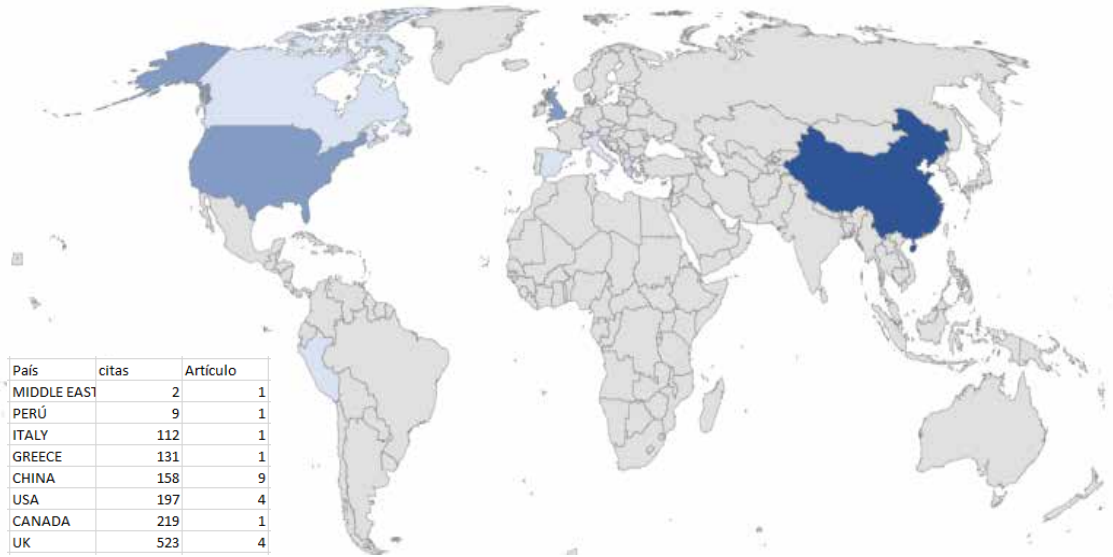 País citas Artículo
MIDDLE EAST 2 1
PERÚ 9 1
ITALY 112 1
GREECE 131 1
CHINA 158 9
USA 197 4
CANADA 219 1
UK 523 4